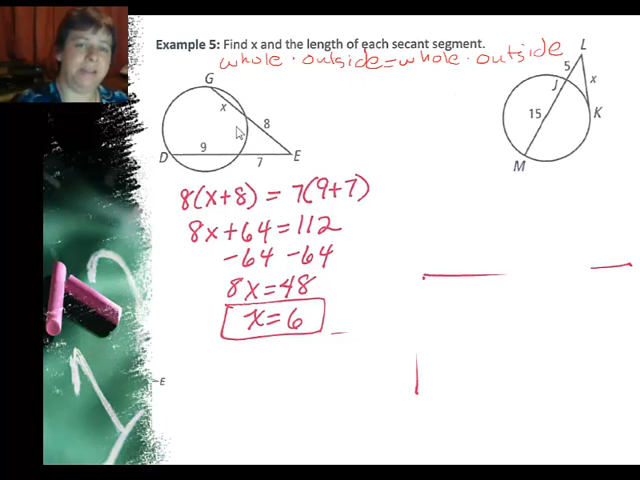 Example 5: Find x and the length of each secant segment.
whole · outside = whole · outside
G
x
8
9
D
7
E
L
5
J
x
15
K
M
8(x+8) = 7(9+7)
8x+64=112
-64 -64
8x=48
x=6
E